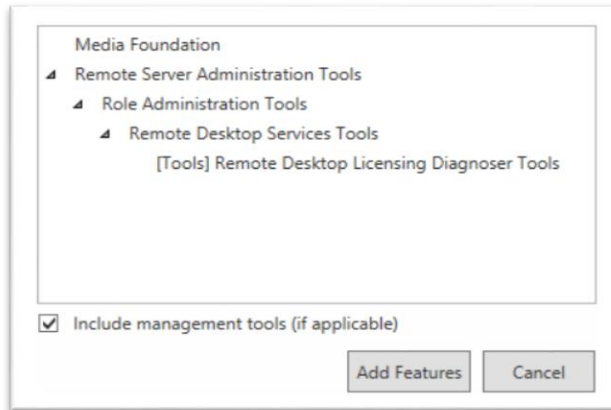 Media Foundation
Remote Server Administration Tools
Role Administration Tools
Remote Desktop Services Tools
[Tools] Remote Desktop Licensing Diagnoser Tools
Include management tools (if applicable)
Add Features
Cancel